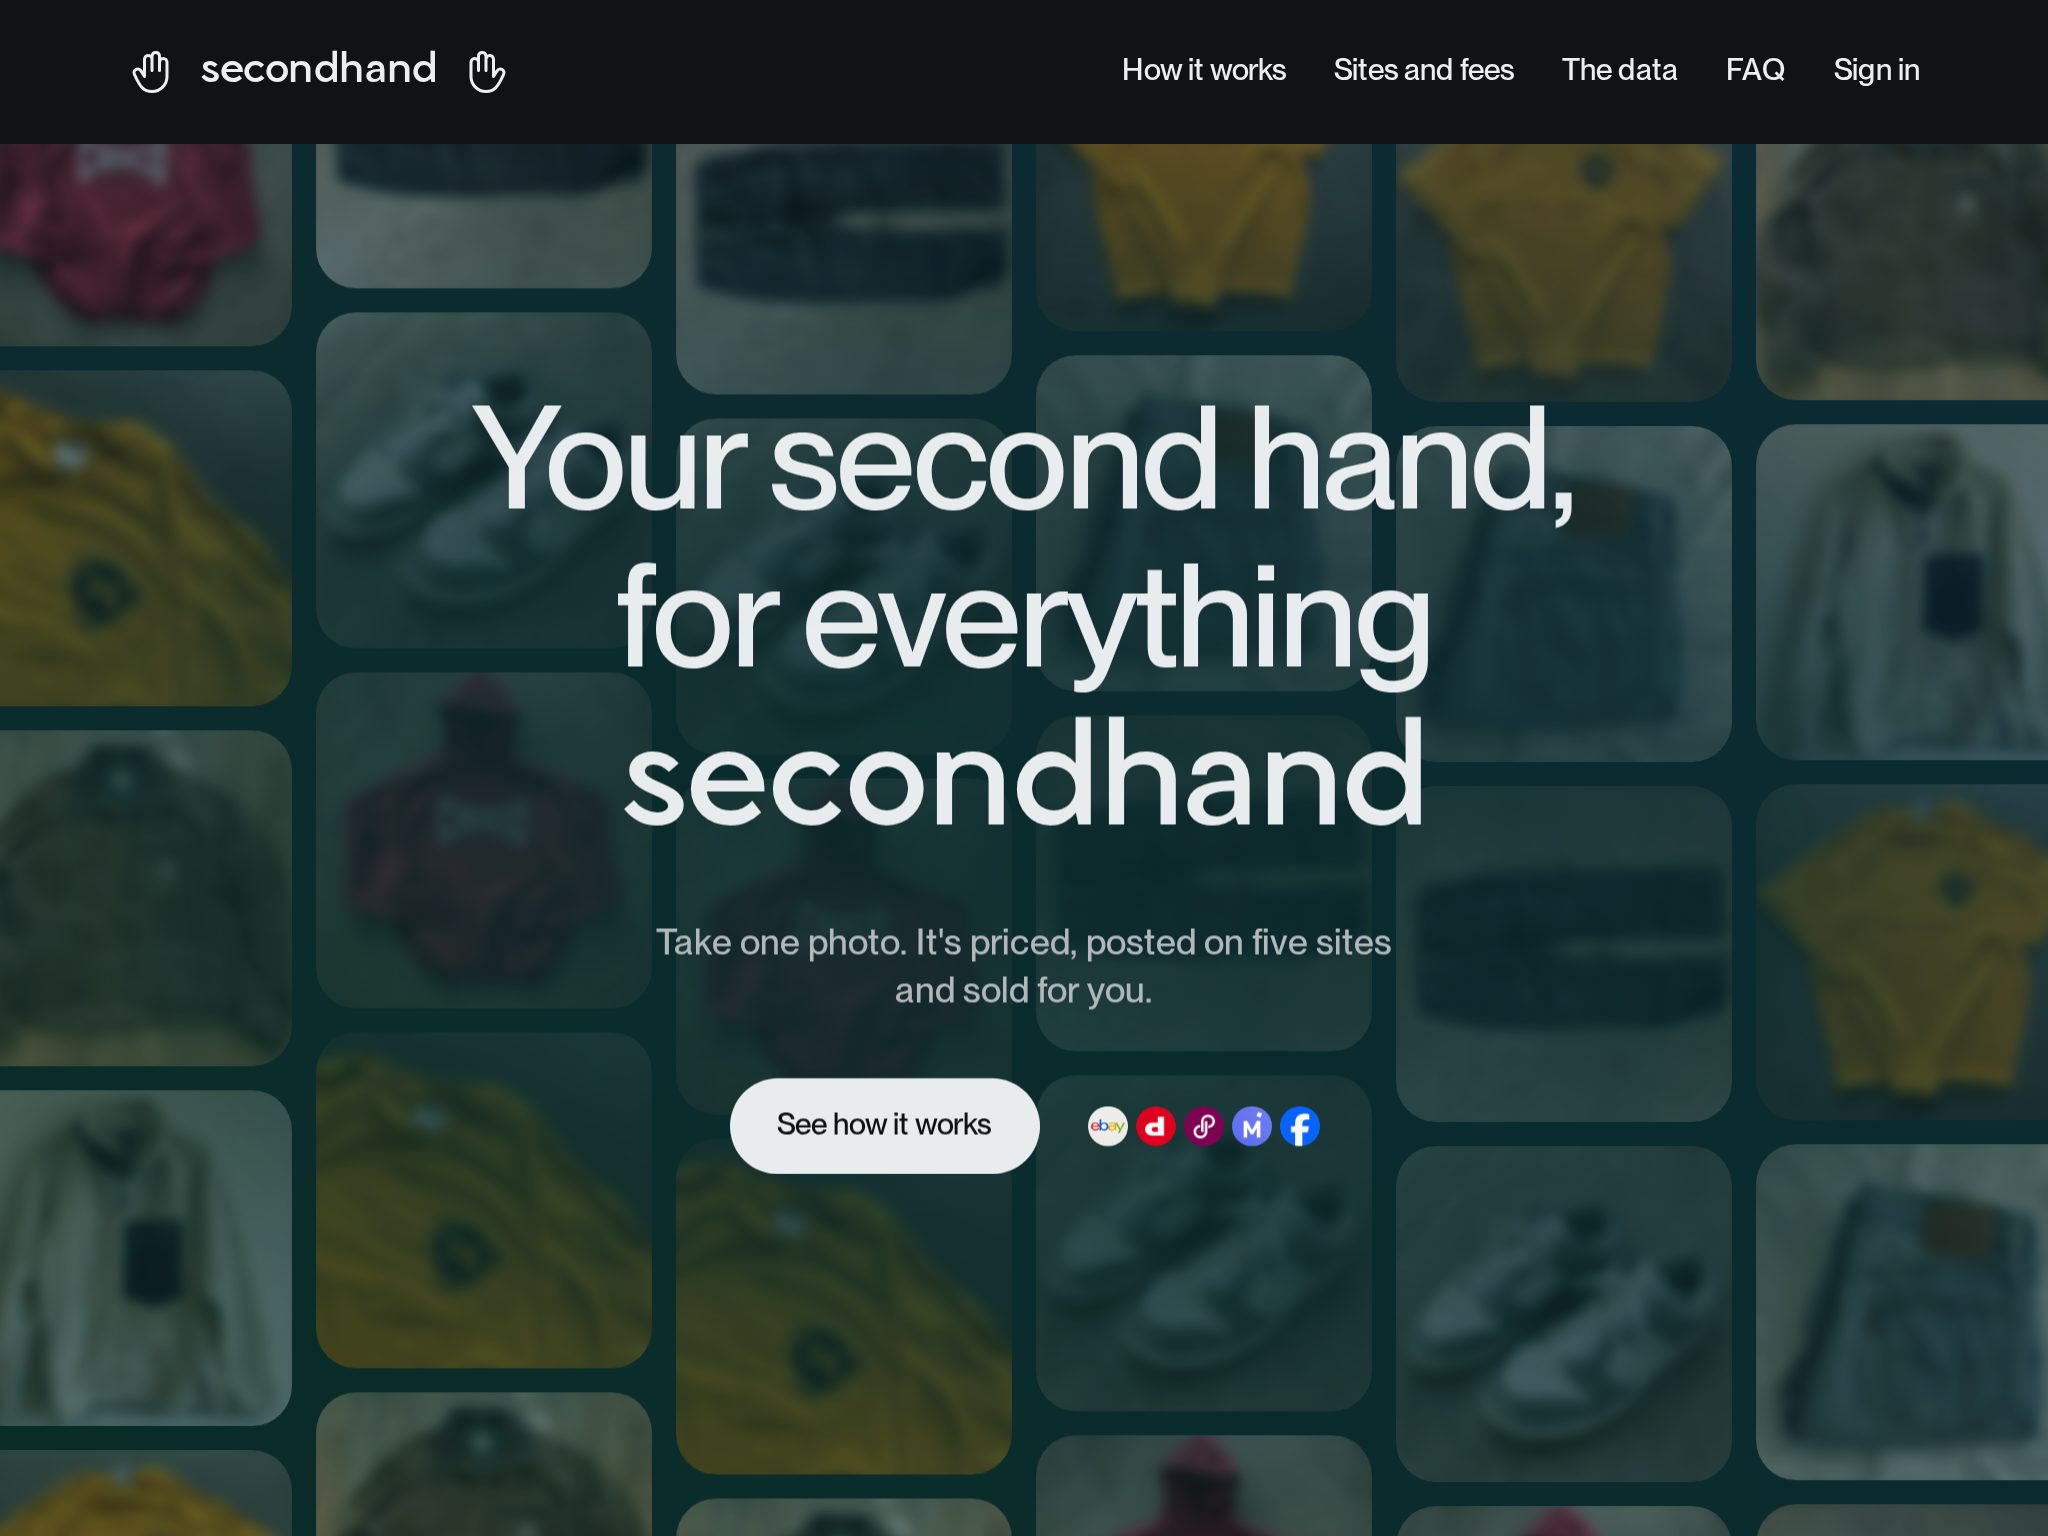 secondhand
How it works
Sites and fees
The data
FAQ
Sign in
Your second hand,
for everything
secondhand
Take one photo. It's priced, posted on five sites
and sold for you.
See how it works
ebay